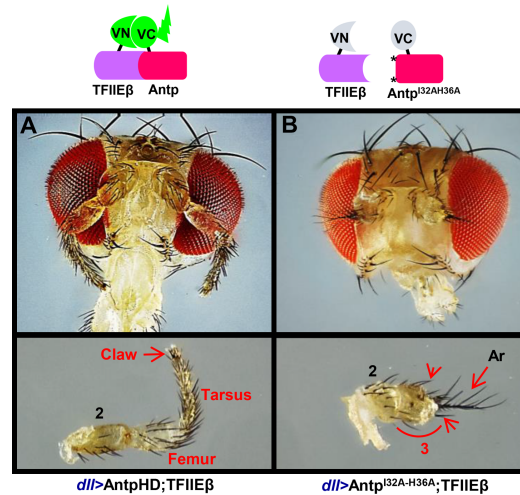 VN VC VN VC
TFIIEβ Antp TFIIEβ Antp^I32AH36A
* *
A B
Claw 2 Ar
2 Tarsus
Femur 3
dll>AntpHD;TFIIEβ dll>Antp^I32A-H36A;TFIIEβ